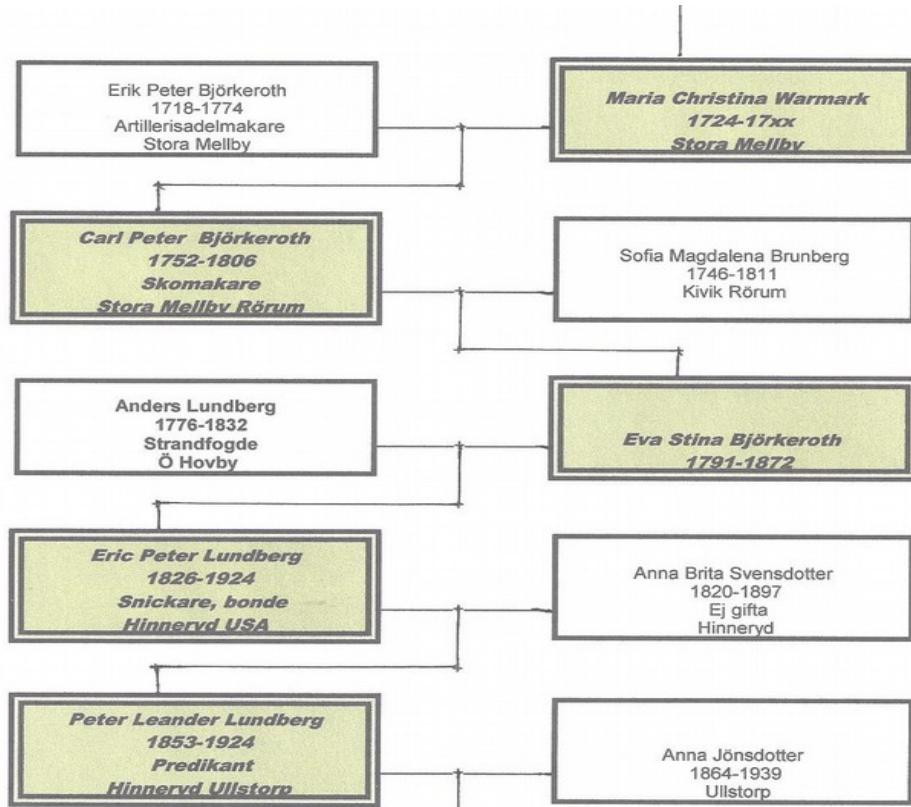 Erik Peter Björkeroth
1718-1774
Artillerisadelmakare
Stora Mellby
Maria Christina Warmark
1724-17xx
Stora Mellby
Carl Peter Björkeroth
1752-1806
Skomakare
Stora Mellby Rörum
Sofia Magdalena Brunberg
1746-1811
Kivik Rörum
Anders Lundberg
1776-1832
Strandfogde
Ö Hovby
Eva Stina Björkeroth
1791-1872
Eric Peter Lundberg
1826-1924
Snickare, bonde
Hinneryd USA
Anna Brita Svensdotter
1820-1897
Ej gifta
Hinneryd
Peter Leander Lundberg
1853-1924
Predikant
Hinneryd Ullstorp
Anna Jönsdotter
1864-1939
Ullstorp